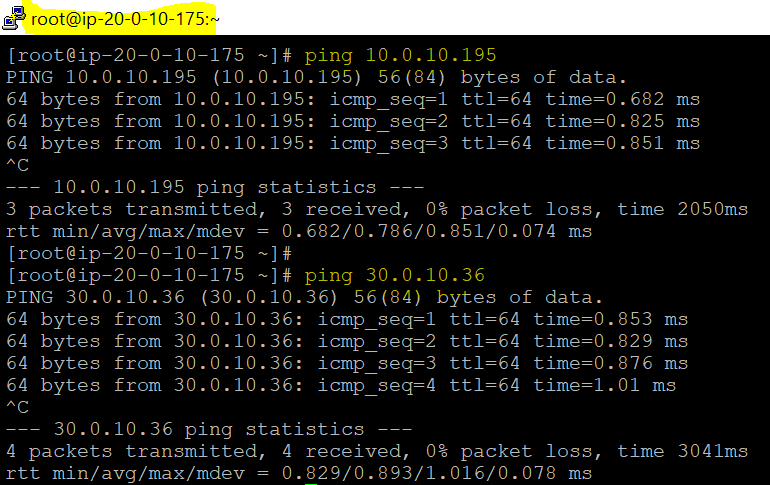 root@ip-20-0-10-175:~
[root@ip-20-0-10-175 ~]# ping 10.0.10.195
PING 10.0.10.195 (10.0.10.195) 56(84) bytes of data.
64 bytes from 10.0.10.195: icmp_seq=1 ttl=64 time=0.682 ms
64 bytes from 10.0.10.195: icmp_seq=2 ttl=64 time=0.825 ms
64 bytes from 10.0.10.195: icmp_seq=3 ttl=64 time=0.851 ms
^C
--- 10.0.10.195 ping statistics ---
3 packets transmitted, 3 received, 0% packet loss, time 2050ms
rtt min/avg/max/mdev = 0.682/0.786/0.851/0.074 ms
[root@ip-20-0-10-175 ~]#
[root@ip-20-0-10-175 ~]# ping 30.0.10.36
PING 30.0.10.36 (30.0.10.36) 56(84) bytes of data.
64 bytes from 30.0.10.36: icmp_seq=1 ttl=64 time=0.853 ms
64 bytes from 30.0.10.36: icmp_seq=2 ttl=64 time=0.829 ms
64 bytes from 30.0.10.36: icmp_seq=3 ttl=64 time=0.876 ms
64 bytes from 30.0.10.36: icmp_seq=4 ttl=64 time=1.01 ms
^C
--- 30.0.10.36 ping statistics ---
4 packets transmitted, 4 received, 0% packet loss, time 3041ms
rtt min/avg/max/mdev = 0.829/0.893/1.016/0.078 ms